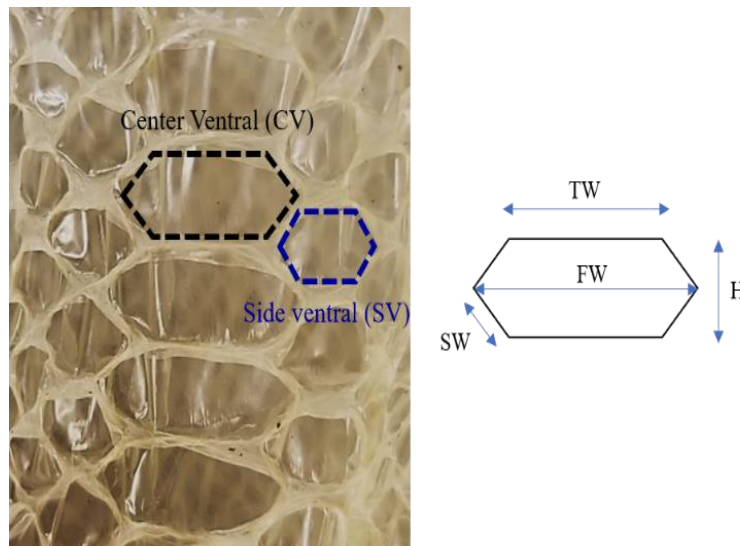 Center Ventral (CV)
Side ventral (SV)
TW
FW
H
SW